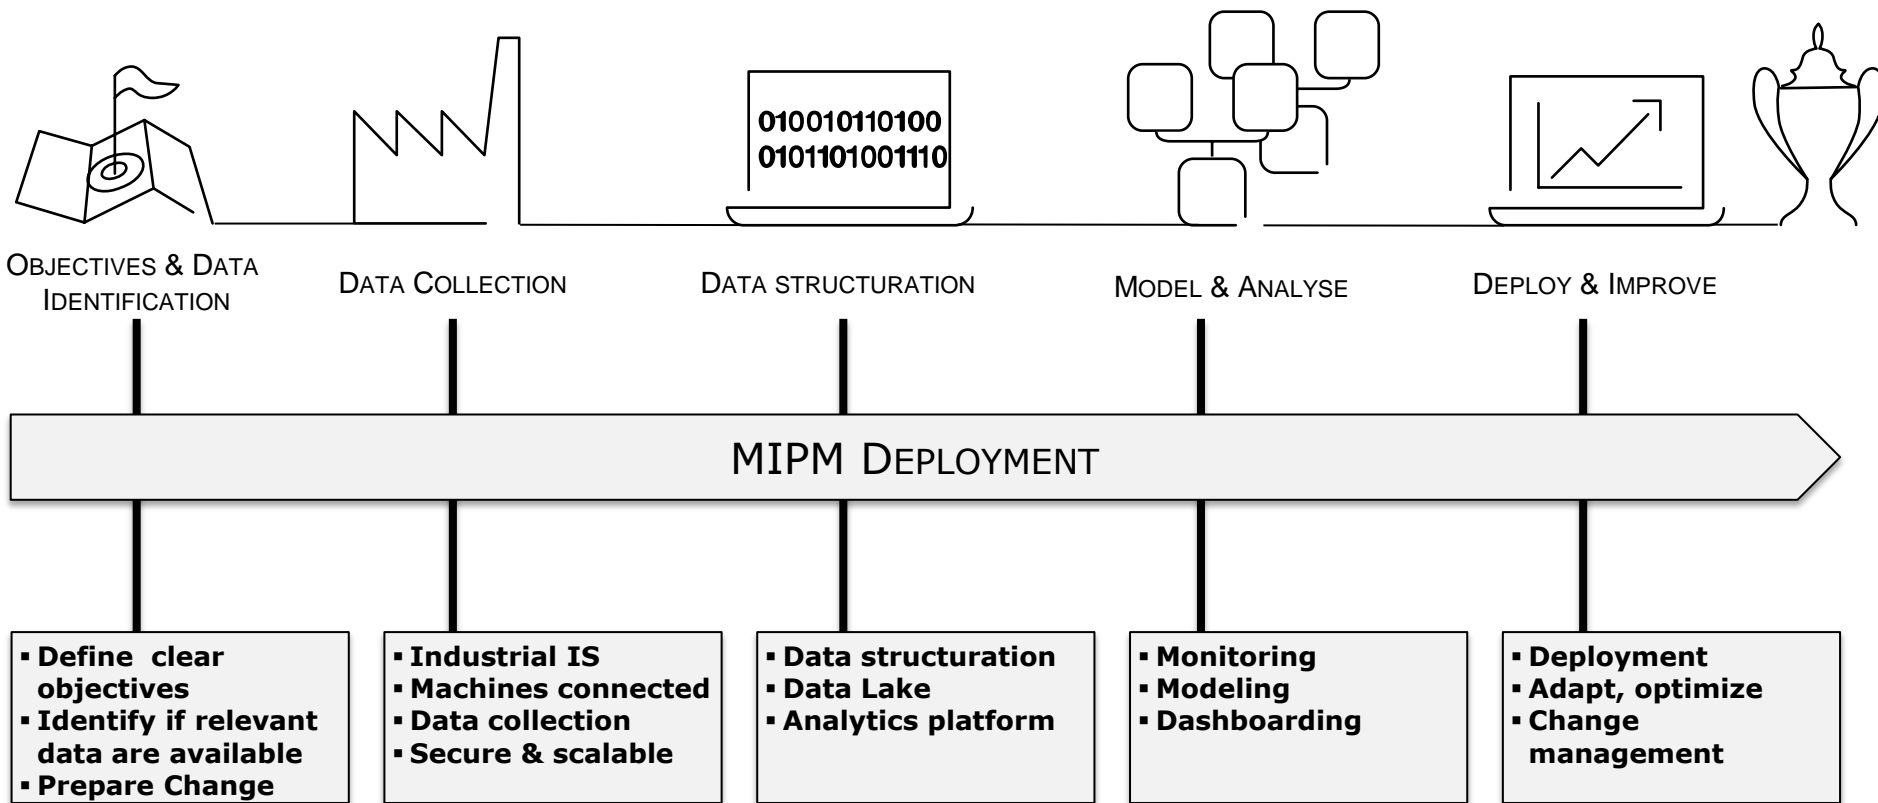 010010110100
0101101001110
OBJECTIVES & DATA
IDENTIFICATION
DATA COLLECTION
DATA STRUCTURATION
MODEL & ANALYSE
DEPLOY & IMPROVE
MIPM DEPLOYMENT
▪ Define clear
objectives
▪ Identify if relevant
data are available
▪ Prepare Change
▪ Industrial IS
▪ Machines connected
▪ Data collection
▪ Secure & scalable
▪ Data structuration
▪ Data Lake
▪ Analytics platform
▪ Monitoring
▪ Modeling
▪ Dashboarding
▪ Deployment
▪ Adapt, optimize
▪ Change
management